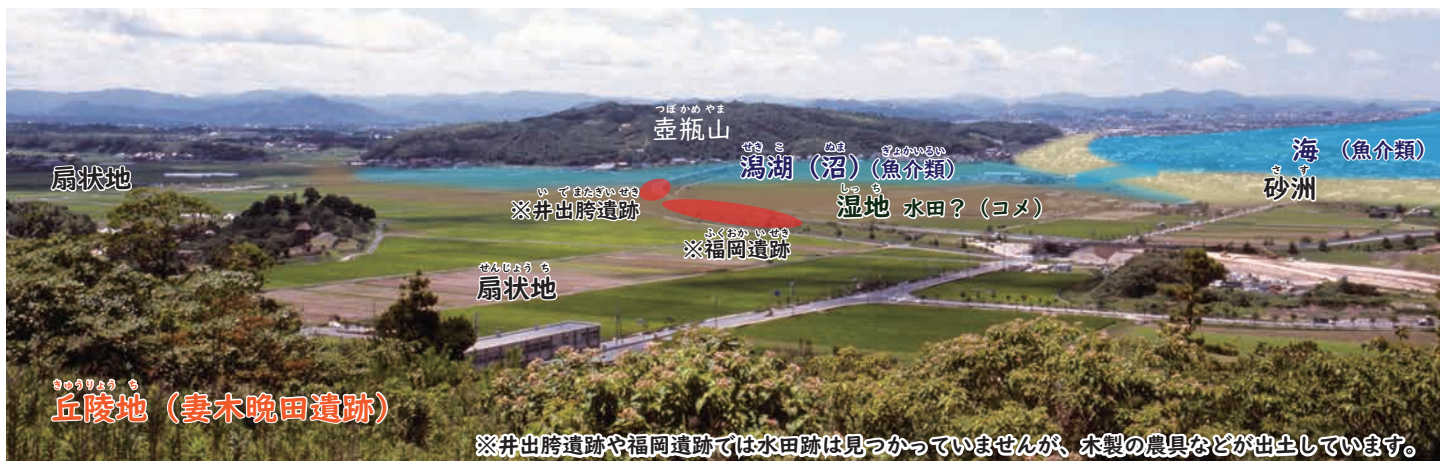 つぼ かめ やま
壺瓶山
扇状地
せき こ ぬま ぎょかいるい
潟湖（沼）（魚介類）
海 （魚介類）
さ す
砂洲
い で またぎい せき
※井出胯遺跡
しっ ち
湿地 水田？（コメ）
ふくおか い せき
※福岡遺跡
せんじょう ち
扇状地
きゅうりょう ち
丘陵地（妻木晩田遺跡）
※井出胯遺跡や福岡遺跡では水田跡は見つかっていませんが、木製の農具などが出土しています。